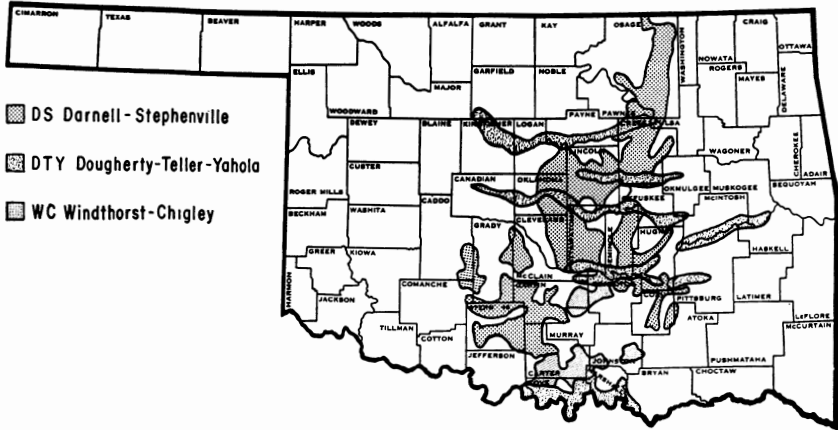 CIMARRON
TEXAS
BEAVER
HARPER
WOODS
ALFALFA
GRANT
KAY
OSAGE
WASHINGTON
NOWATA
CRAIG
OTTAWA
ROGERS
MAYES
DELAWARE
ELLIS
WOODWARD
MAJOR
GARFIELD
NOBLE
PAYNE
PAWNEE
DS Darnell-Stephenville
DEWEY
BLAINE
LOGAN
WAGONER
CHEROKEE
ADAIR
DTY Dougherty-Teller-Yahola
CUSTER
ROGER MILLS
CANADIAN
OKLAHOMA
LINCOLN
OKMULGEE
MUSKOGEE
SEQUOYAH
WC Windthorst-Chigley
BECKHAM
WASHITA
CADDO
GRADY
CLEVELAND
McINTOSH
HASKELL
GREER
KIOWA
McCLAIN
HARMON
JACKSON
COMANCHE
PITTSBURG
LATIMER
LeFLORE
TILLMAN
COTTON
MURRAY
ATOKA
McCURTAIN
JEFFERSON
CARTER
PUSHMATAHA
BRYAN
CHOCTAW